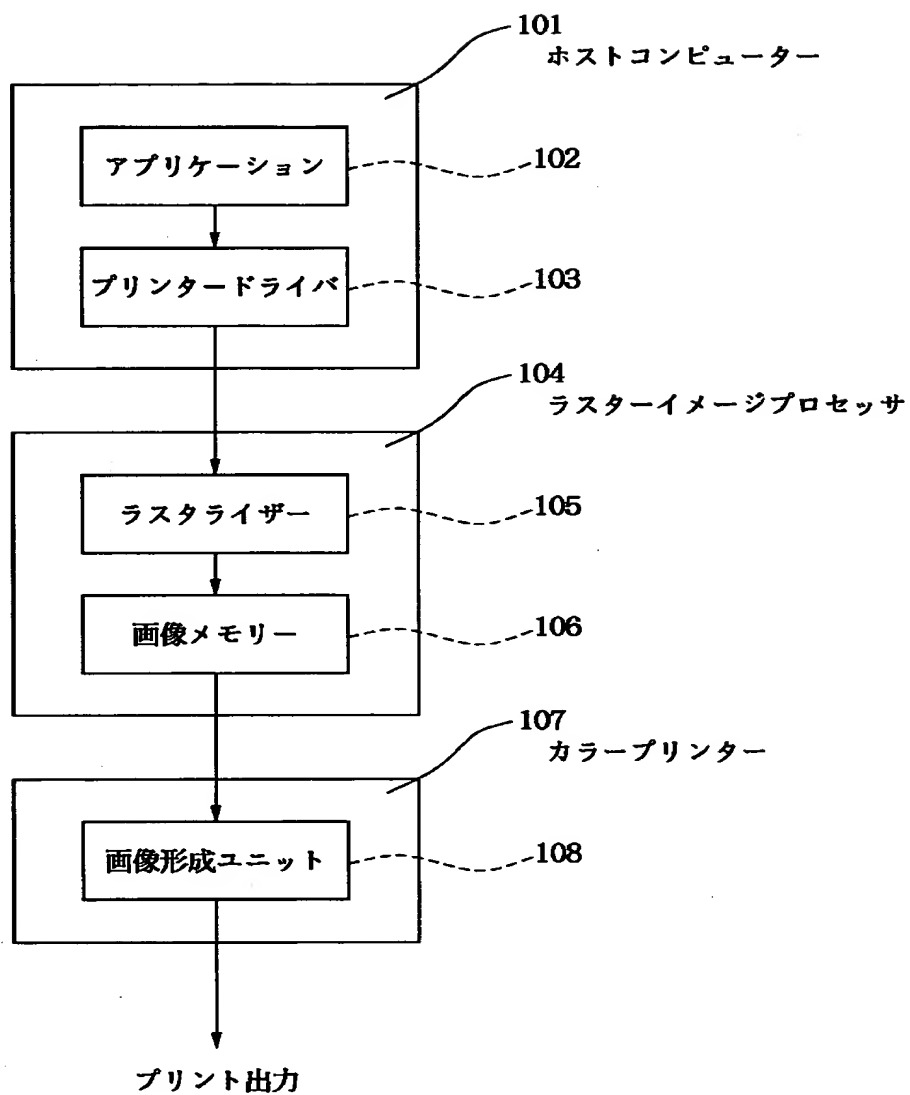 101
ホストコンピューター
アプリケーション
102
プリンタードライバ
103
104
ラスターイメージプロセッサ
ラスタライザー
105
画像メモリー
106
107
カラープリンター
画像形成ユニット
108
プリント出力